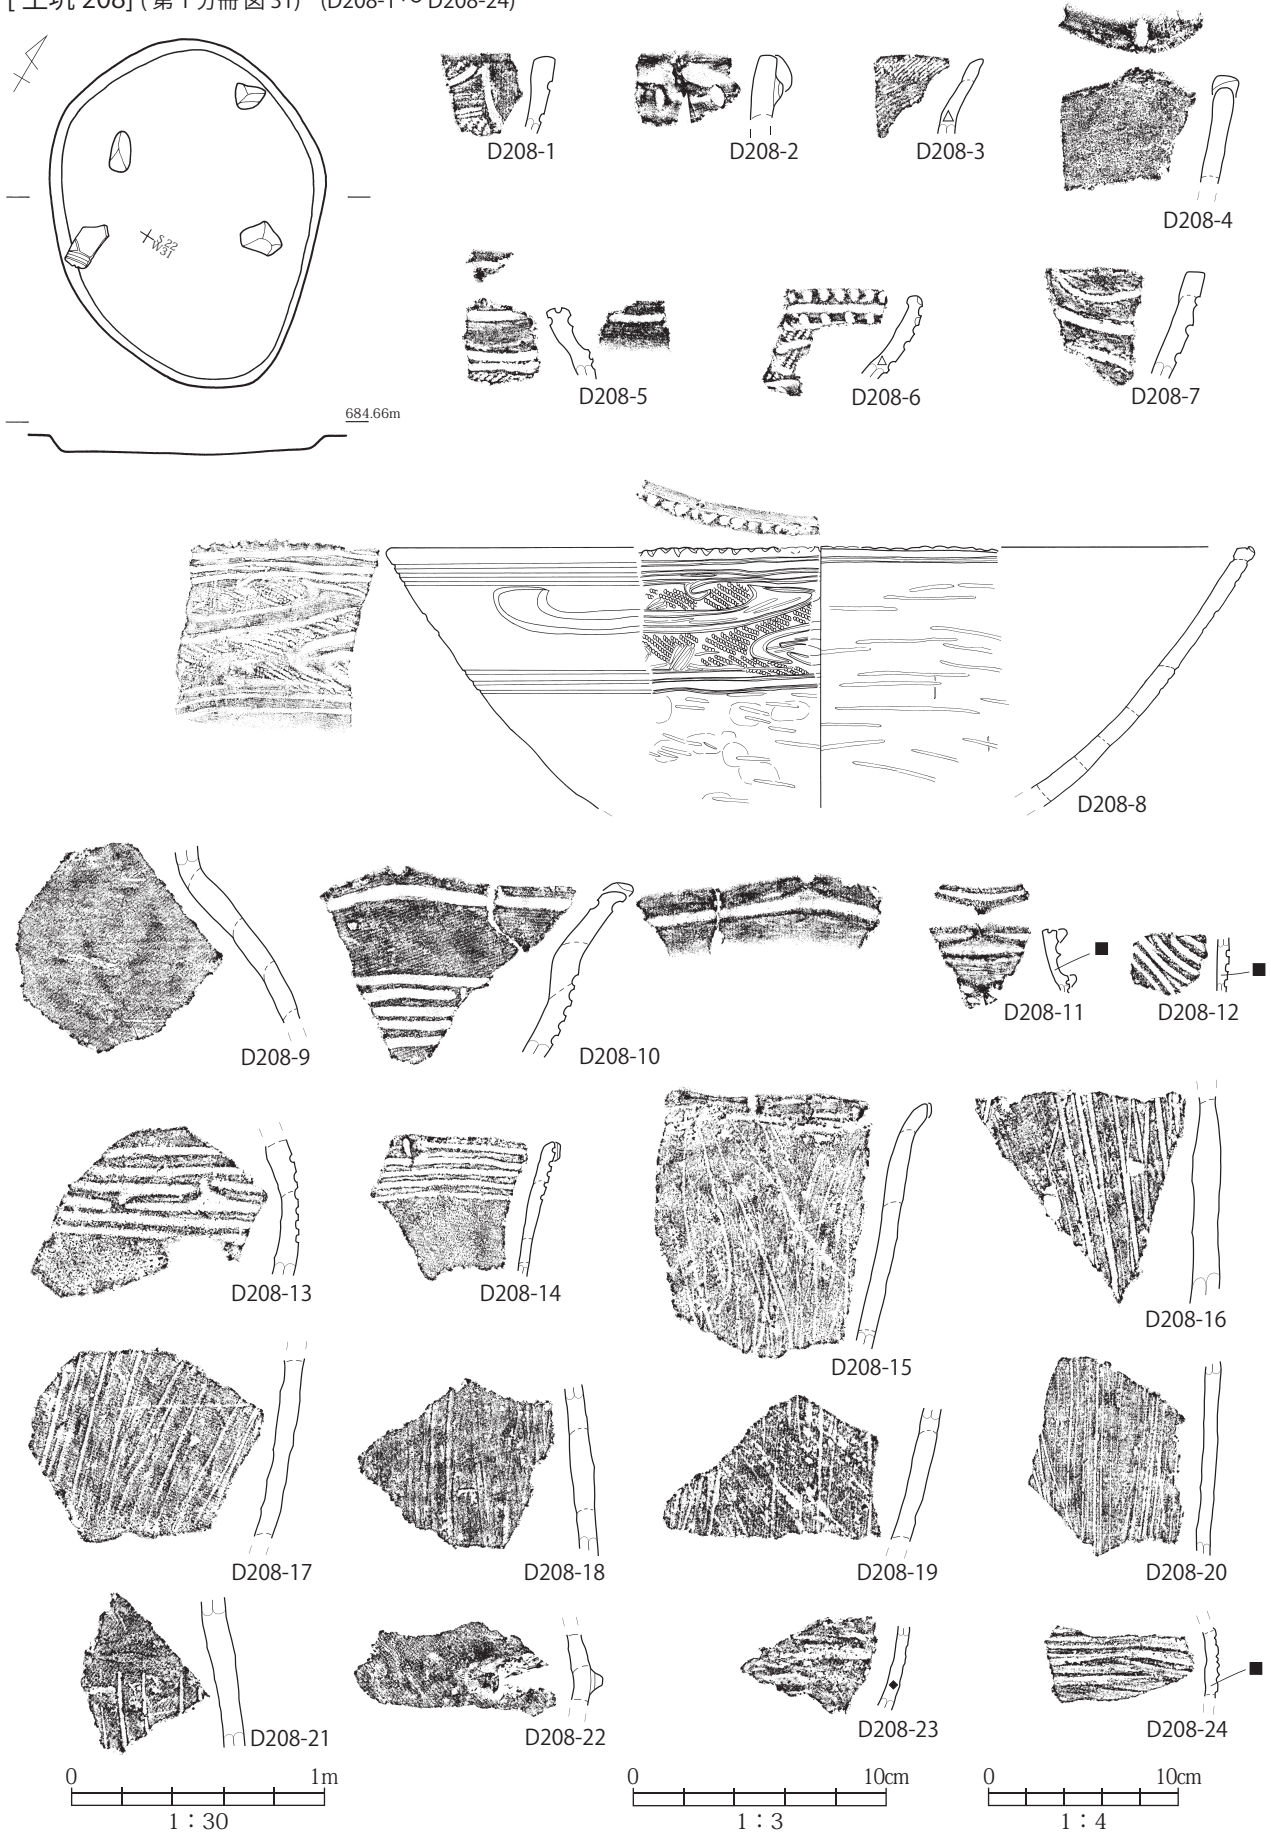 [ 土坑 208] ( 第 1 分冊 図 31) (D208-1 ～ D208-24)
D208-1
D208-2
D208-3
D208-4
S 22
W31
D208-5
D208-6
D208-7
684.66m
D208-8
D208-9
D208-10
D208-11
D208-12
D208-13
D208-14
D208-15
D208-16
D208-17
D208-18
D208-19
D208-20
D208-21
D208-22
D208-23
D208-24
0 1m
1：30
0 10cm
1：3
0 10cm
1：4